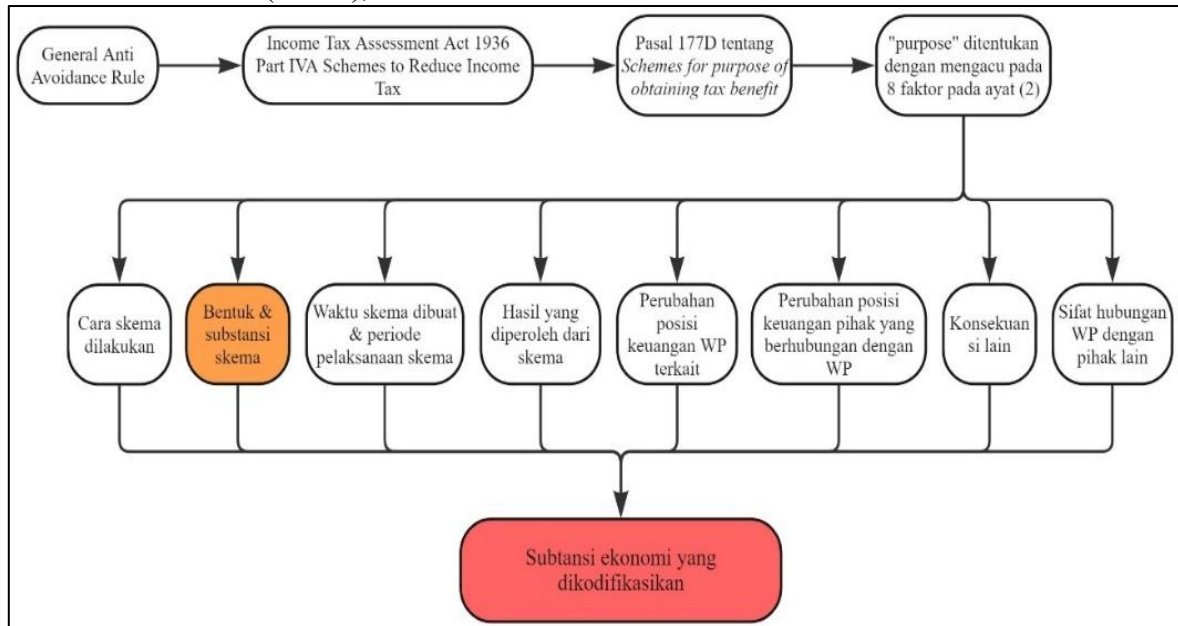 General Anti
Avoidance Rule
Income Tax Assessment Act 1936
Part IVA Schemes to Reduce Income
Tax
Pasal 177D tentang
Schemes for purpose of
obtaining tax benefit
"purpose" ditentukan
dengan mengacu pada
8 faktor pada ayat (2)
Cara skema
dilakukan
Bentuk &
substansi
skema
Waktu skema dibuat
& periode
pelaksanaan skema
Hasil yang
diperoleh dari
skema
Perubahan
posisi
keuangan WP
terkait
Perubahan posisi
keuangan pihak yang
berhubungan dengan
WP
Konsekuan
si lain
Sifat hubungan
WP dengan
pihak lain
Subtansi ekonomi yang
dikodifikasikan